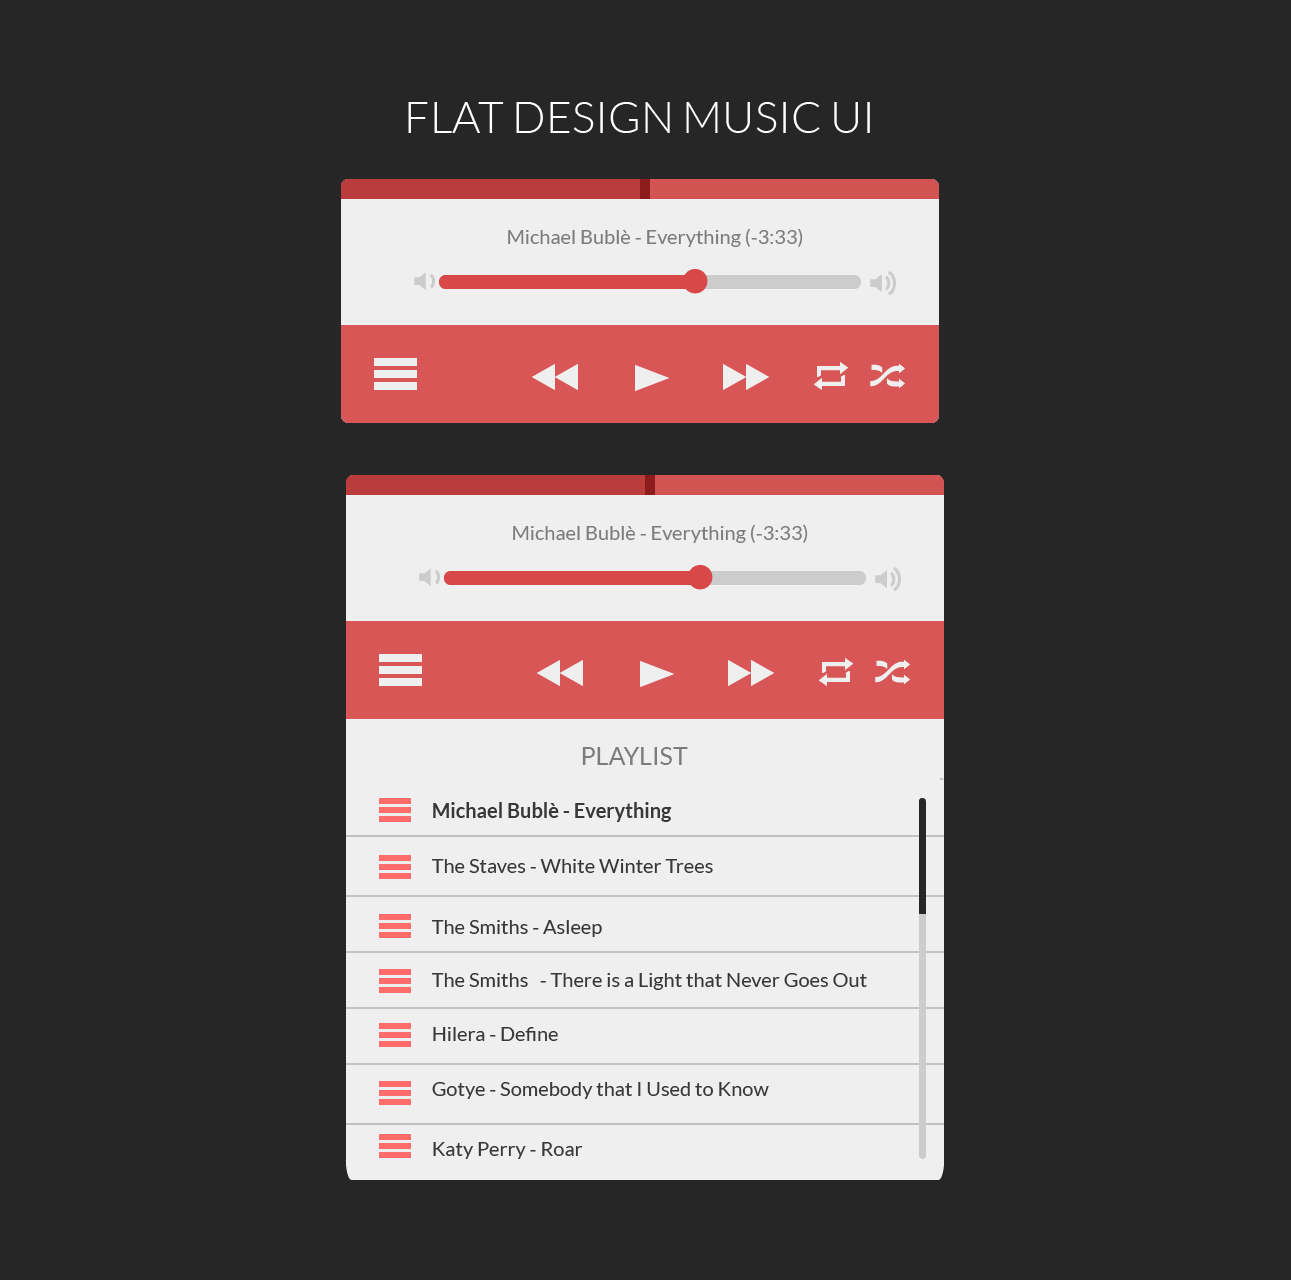 FLAT DESIGN MUSIC UI
Michael Bublè - Everything (-3:33)
Michael Bublè - Everything (-3:33)
PLAYLIST
Michael Bublè - Everything
The Staves - White Winter Trees
The Smiths - Asleep
The Smiths  - There is a Light that Never Goes Out
Hilera - Define
Gotye - Somebody that I Used to Know
Katy Perry - Roar